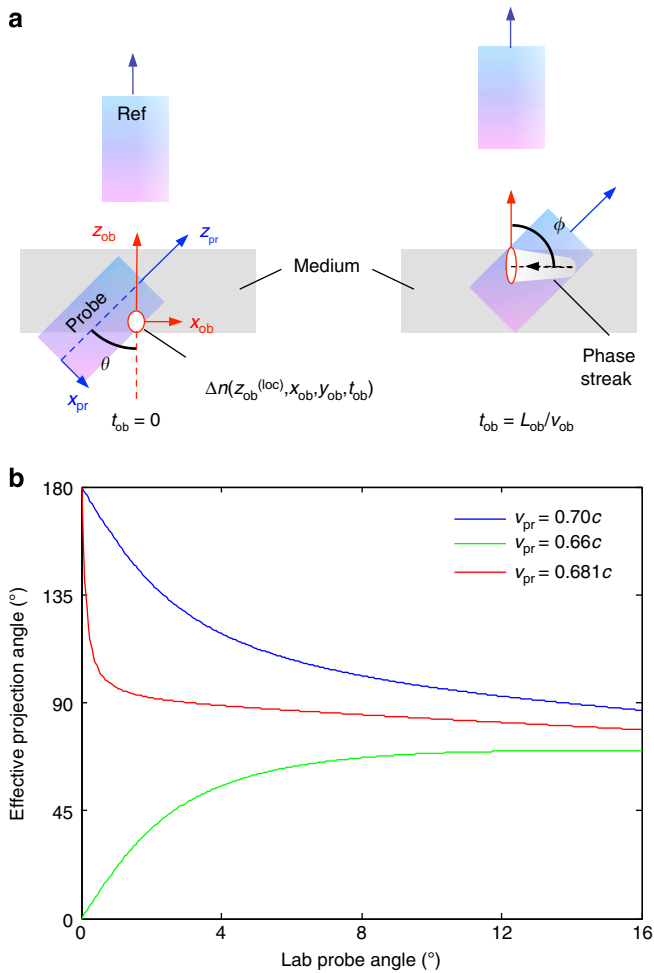 a
Ref
z_ob
z_pr
Probe
x_ob
θ
x_pr
t_ob = 0
Medium
Δn(z_ob^(loc),x_ob,y_ob,t_ob)
ϕ
Phase
streak
t_ob = L_ob/v_ob
b
180
135
90
45
0
Effective projection angle (°)
v_pr = 0.70c
v_pr = 0.66c
v_pr = 0.681c
0 4 8 12 16
Lab probe angle (°)